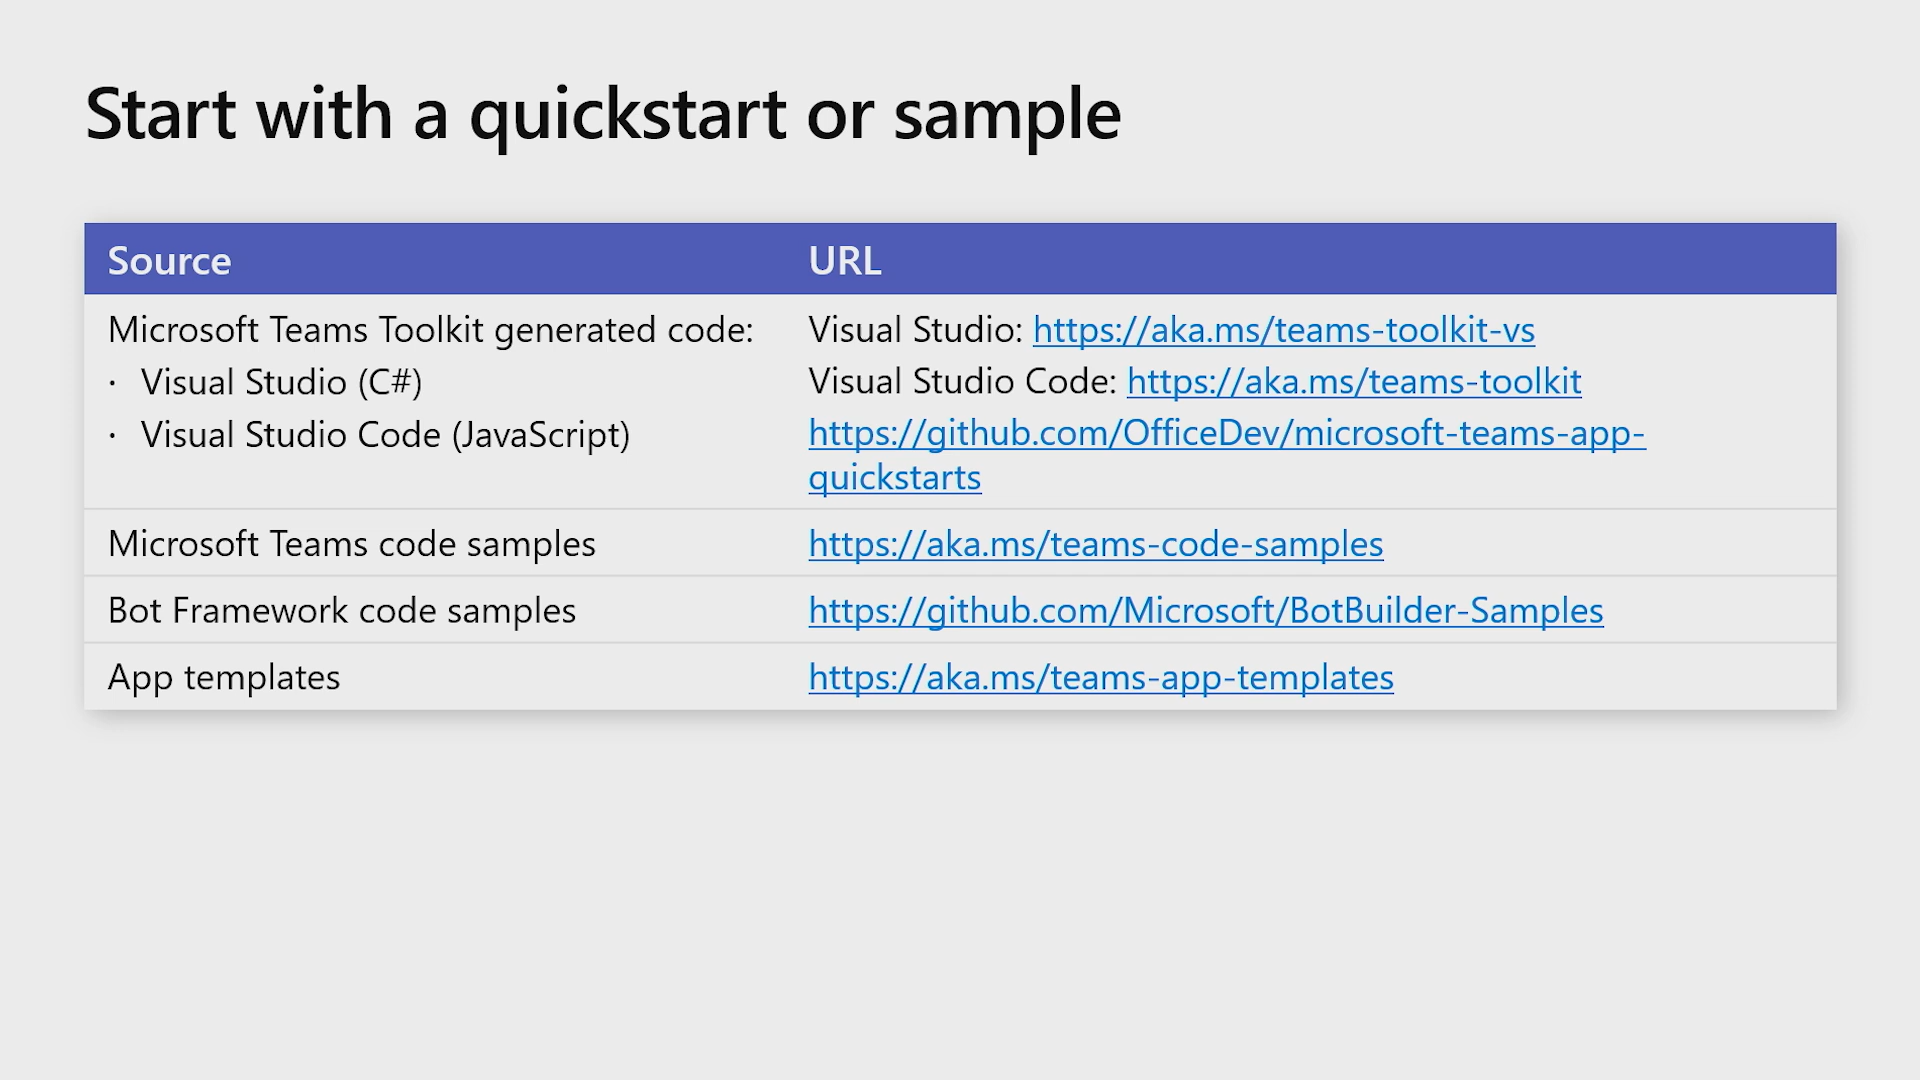 Start with a quickstart or sample
Source
URL
Microsoft Teams Toolkit generated code:
· Visual Studio (C#)
· Visual Studio Code (JavaScript)
Visual Studio: https://aka.ms/teams-toolkit-vs
Visual Studio Code: https://aka.ms/teams-toolkit
https://github.com/OfficeDev/microsoft-teams-app-
quickstarts
Microsoft Teams code samples
https://aka.ms/teams-code-samples
Bot Framework code samples
https://github.com/Microsoft/BotBuilder-Samples
App templates
https://aka.ms/teams-app-templates